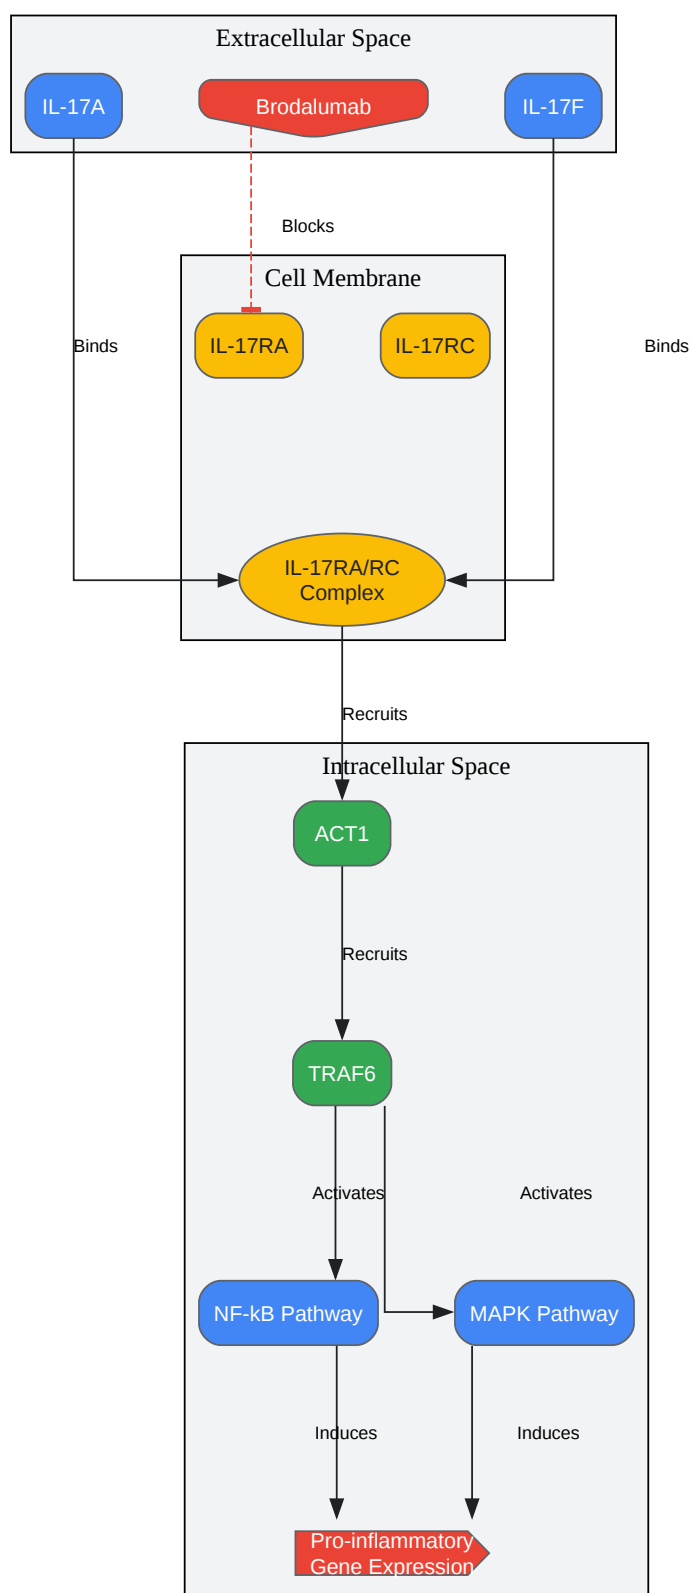 Extracellular Space
IL-17A
Brodalumab
IL-17F
Blocks
Cell Membrane
Binds
IL-17RA
IL-17RC
Binds
IL-17RA/RC
Complex
Recruits
Intracellular Space
ACT1
Recruits
TRAF6
Activates
Activates
NF-kB Pathway
MAPK Pathway
Induces
Induces
Pro-inflammatory
Gene Expression